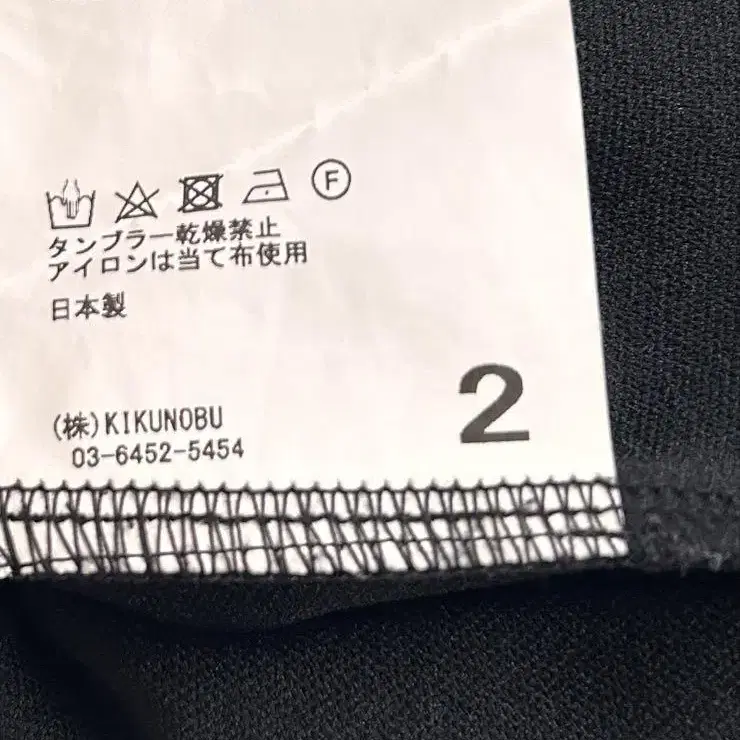 F
タンブラー乾燥禁止
アイロンは当て布使用
日本製
2
(株)KIKUNOBU
03-6452-5454